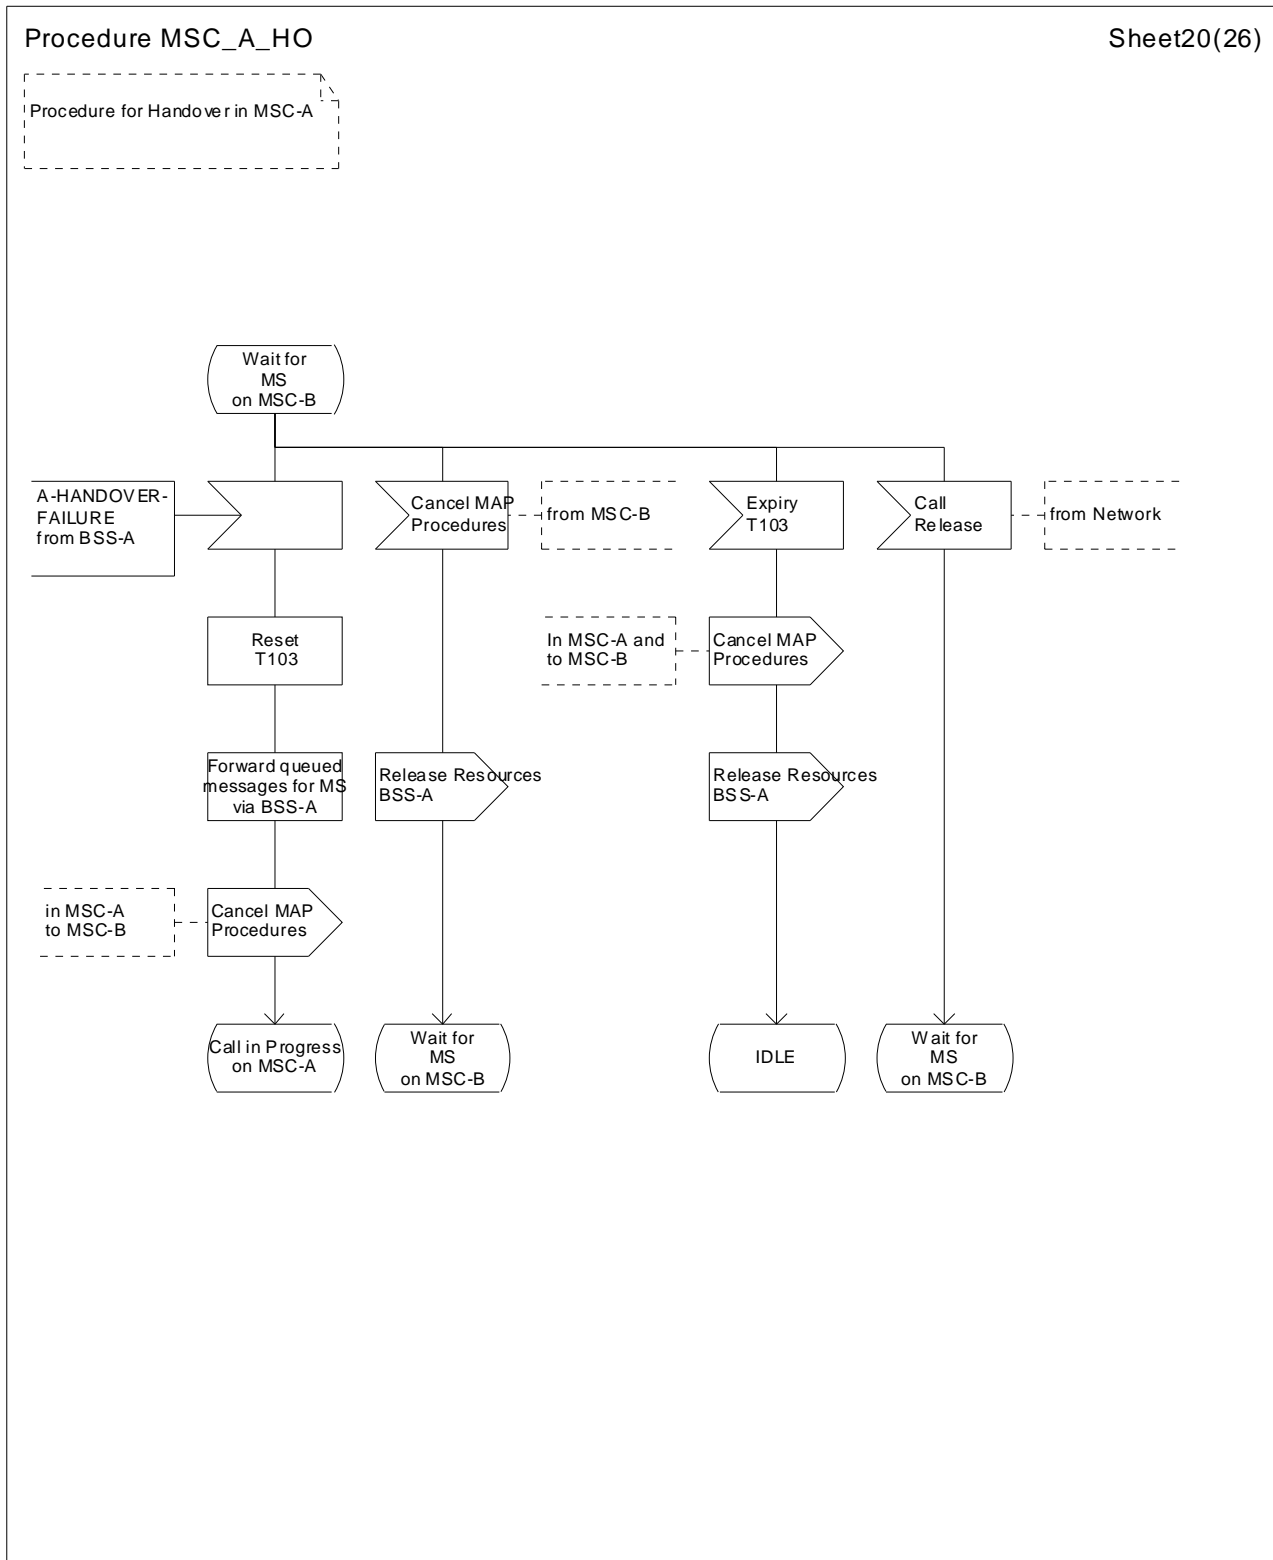 Procedure MSC_A_HO
Sheet20(26)
Procedure for Handover in MSC-A
Wait for
MS
on MSC-B
A-HANDOVER-
FAILURE
from BSS-A
Cancel MAP
Procedures
from MSC-B
Expiry
T103
Call
Release
from Network
Reset
T103
In MSC-A and
to MSC-B
Cancel MAP
Procedures
Forward queued
messages for MS
via BSS-A
Release Resources
BSS-A
Release Resources
BSS-A
in MSC-A
to MSC-B
Cancel MAP
Procedures
Call in Progress
on MSC-A
Wait for
MS
on MSC-B
IDLE
Wait for
MS
on MSC-B